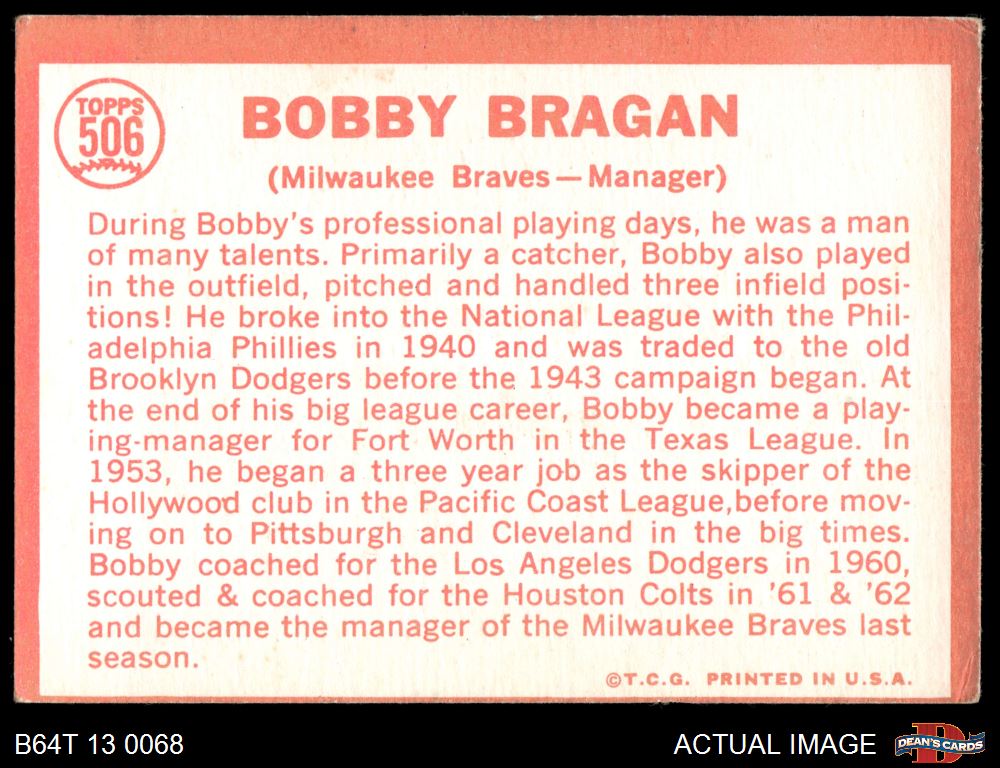 TOPPS
506
BOBBY BRAGAN
(Milwaukee Braves—Manager)
During Bobby's professional playing days, he was a man
of many talents. Primarily a catcher, Bobby also played
in the outfield, pitched and handled three infield posi-
tions! He broke into the National League with the Phil-
adelphia Phillies in 1940 and was traded to the old
Brooklyn Dodgers before the 1943 campaign began. At
the end of his big league career, Bobby became a play-
ing-manager for Fort Worth in the Texas League. In
1953, he began a three year job as the skipper of the
Hollywood club in the Pacific Coast League,before mov-
ing on to Pittsburgh and Cleveland in the big times.
Bobby coached for the Los Angeles Dodgers in 1960,
scouted & coached for the Houston Colts in '61 & '62
and became the manager of the Milwaukee Braves last
season.
©T.C.G. PRINTED IN U.S.A.
B64T 13 0068
ACTUAL IMAGE
D
DEAN'S CARDS